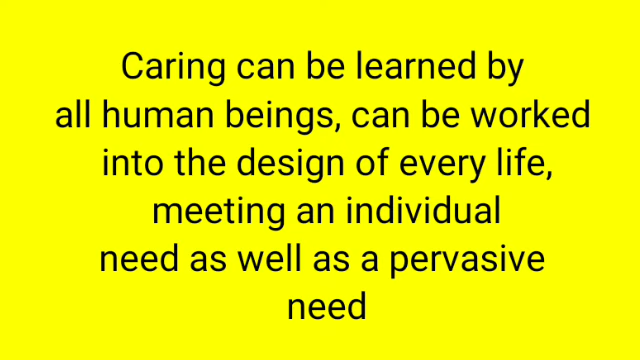 Caring can be learned by
all human beings, can be worked
into the design of every life,
meeting an individual
need as well as a pervasive
need